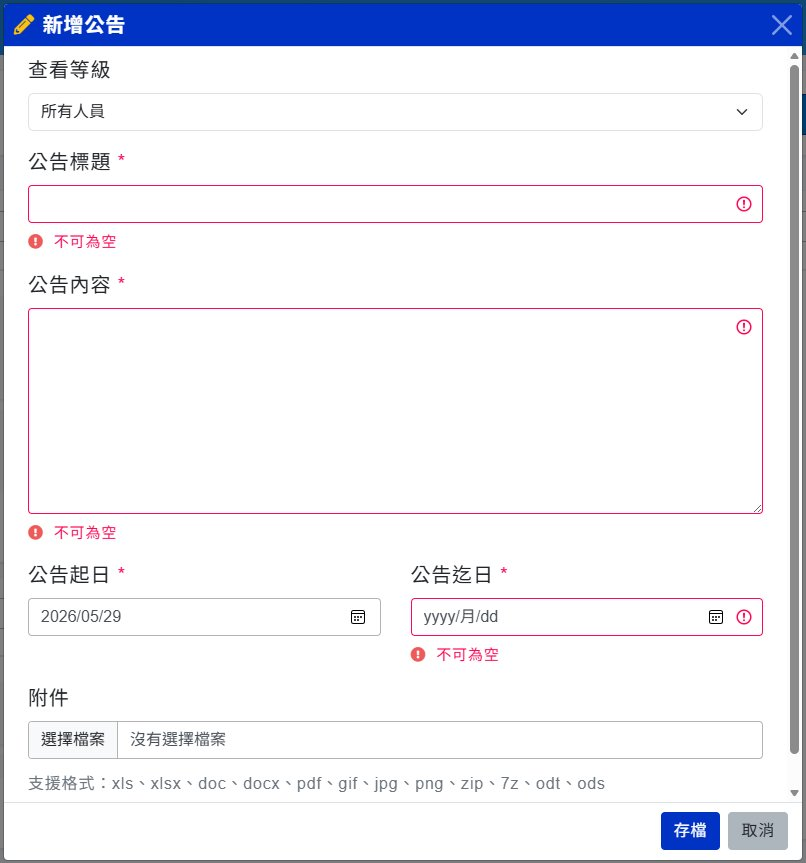 新增公告
查看等級
所有人員
公告標題 *
不可為空
公告內容 *
不可為空
公告起日 *
公告迄日 *
2026/05/29
yyyy/月/dd
不可為空
附件
選擇檔案 沒有選擇檔案
支援格式：xls、xlsx、doc、docx、pdf、gif、jpg、png、zip、7z、odt、ods
存檔
取消